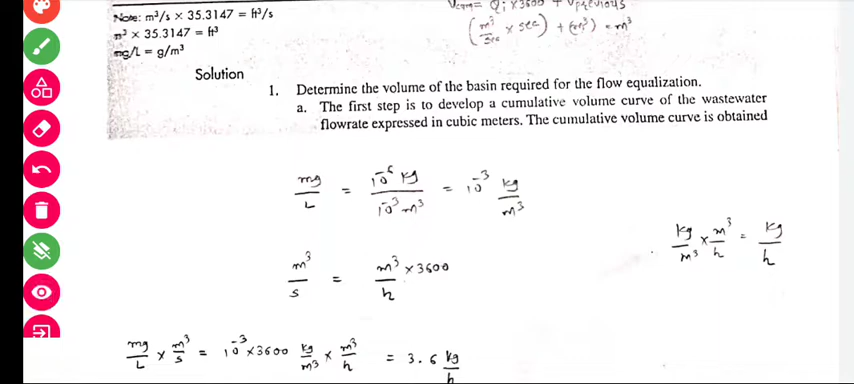 Note: m³/s × 35.3147 = ft³/s
Vcum= Qi x3600 + Vprevious
m³ × 35.3147 = ft³
(m³/sec x sec) + (m³) = m³
mg/L = g/m³
Solution
1. Determine the volume of the basin required for the flow equalization.
a. The first step is to develop a cumulative volume curve of the wastewater
flowrate expressed in cubic meters. The cumulative volume curve is obtained
mg/L = 10⁻⁶ kg / 10⁻³ m³ = 10⁻³ kg/m³
kg/m³ x m³/h = kg/h
m³/s = m³/h x 3600
mg/L x m³/s = 10⁻³ x 3600 kg/m³ x m³/h = 3.6 kg/h